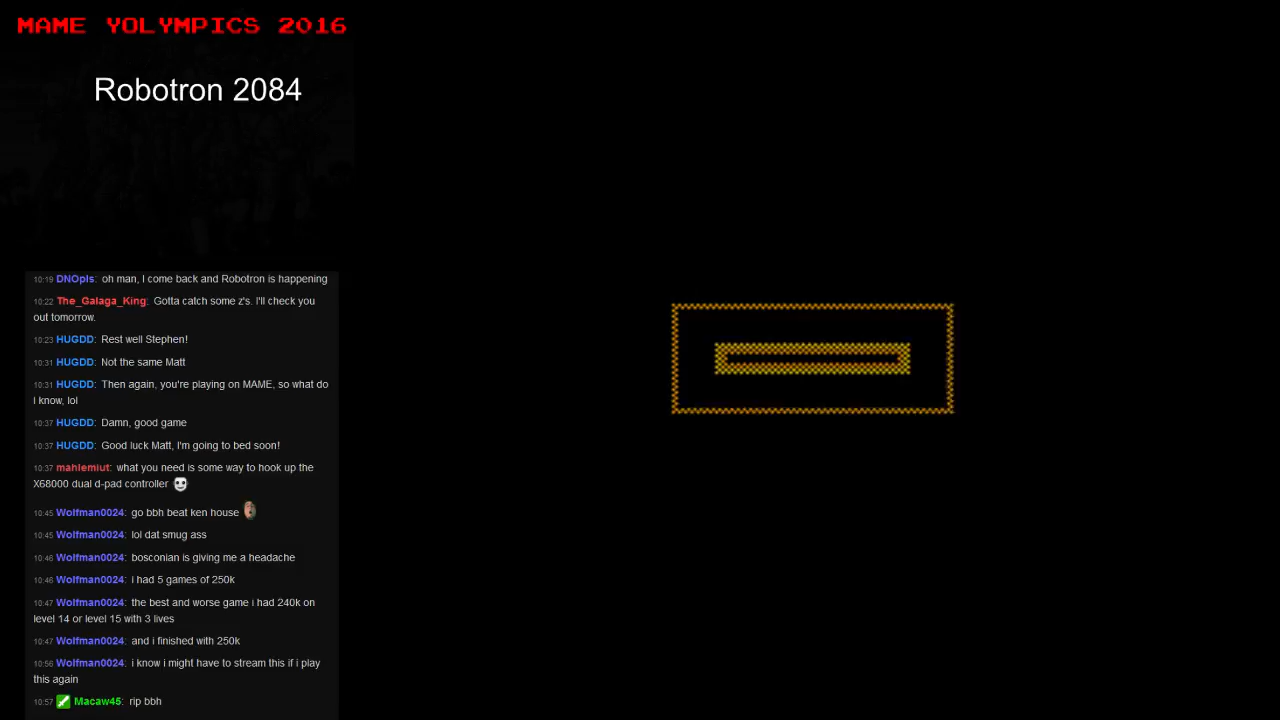 MAME YOLYMPICS 2016
Robotron 2084
10:19 DNOpls: oh man, I come back and Robotron is happening
10:22 The_Galaga_King: Gotta catch some z's. I'll check you
out tomorrow.
10:23 HUGDD: Rest well Stephen!
10:31 HUGDD: Not the same Matt
10:31 HUGDD: Then again, you're playing on MAME, so what do
I know, lol
10:37 HUGDD: Damn, good game
10:37 HUGDD: Good luck Matt, I'm going to bed soon!
10:37 mahlemiut: what you need is some way to hook up the
X68000 dual d-pad controller
10:45 Wolfman0024: go bbh beat ken house
10:45 Wolfman0024: lol dat smug ass
10:46 Wolfman0024: bosconian is giving me a headache
10:46 Wolfman0024: i had 5 games of 250k
10:47 Wolfman0024: the best and worse game i had 240k on
level 14 or level 15 with 3 lives
10:47 Wolfman0024: and i finished with 250k
10:56 Wolfman0024: i know i might have to stream this if i play
this again
10:57 Macaw45: rip bbh